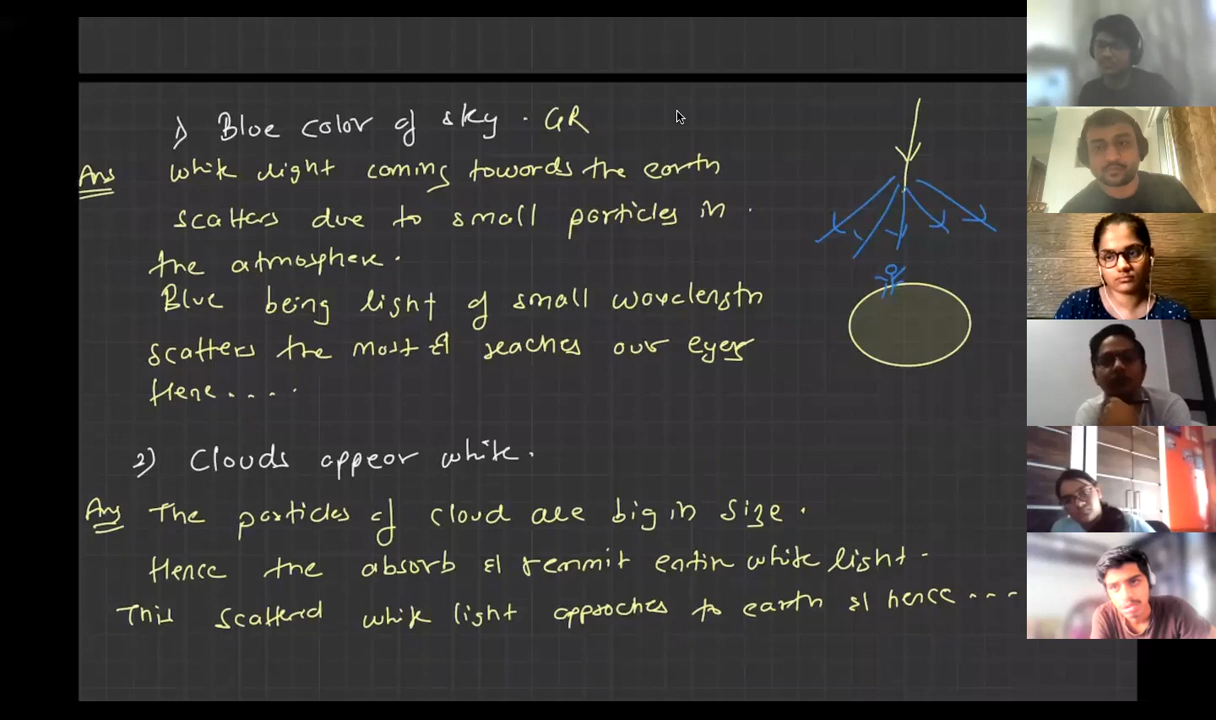 1) Blue color of sky. GR
Ans White light coming towards the earth
scatters due to small particles in
the atmosphere.
Blue being light of small wavelength
scatters the most & reaches our eyes
Hence....
2) Clouds appear white.
Ans The particles of cloud are big in size.
Hence the absorb & remmit entire white light.
This scattered white light approches to earth & hence ...